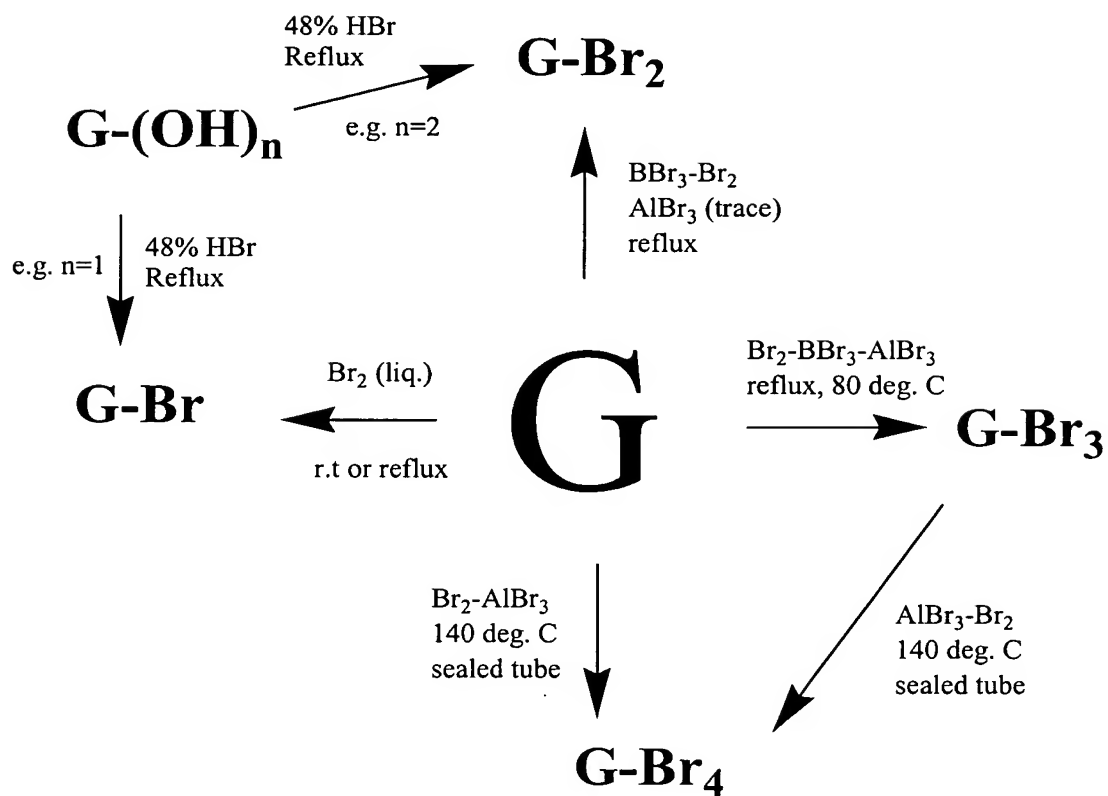 48% HBr
Reflux
G-Br₂
G-(OH)ₙ
e.g. n=2
BBr₃-Br₂
AlBr₃ (trace)
reflux
e.g. n=1
48% HBr
Reflux
Br₂ (liq.)
r.t or reflux
G-Br
G
Br₂-BBr₃-AlBr₃
reflux, 80 deg. C
G-Br₃
Br₂-AlBr₃
140 deg. C
sealed tube
AlBr₃-Br₂
140 deg. C
sealed tube
G-Br₄